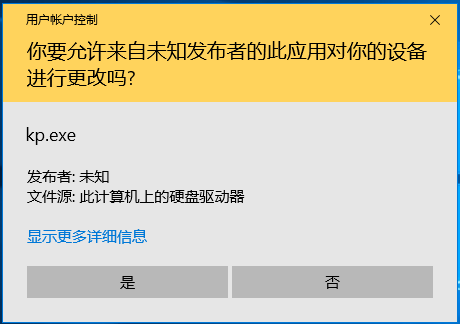 用户帐户控制
你要允许来自未知发布者的此应用对你的设备
进行更改吗?
kp.exe
发布者: 未知
文件源: 此计算机上的硬盘驱动器
显示更多详细信息
是
否